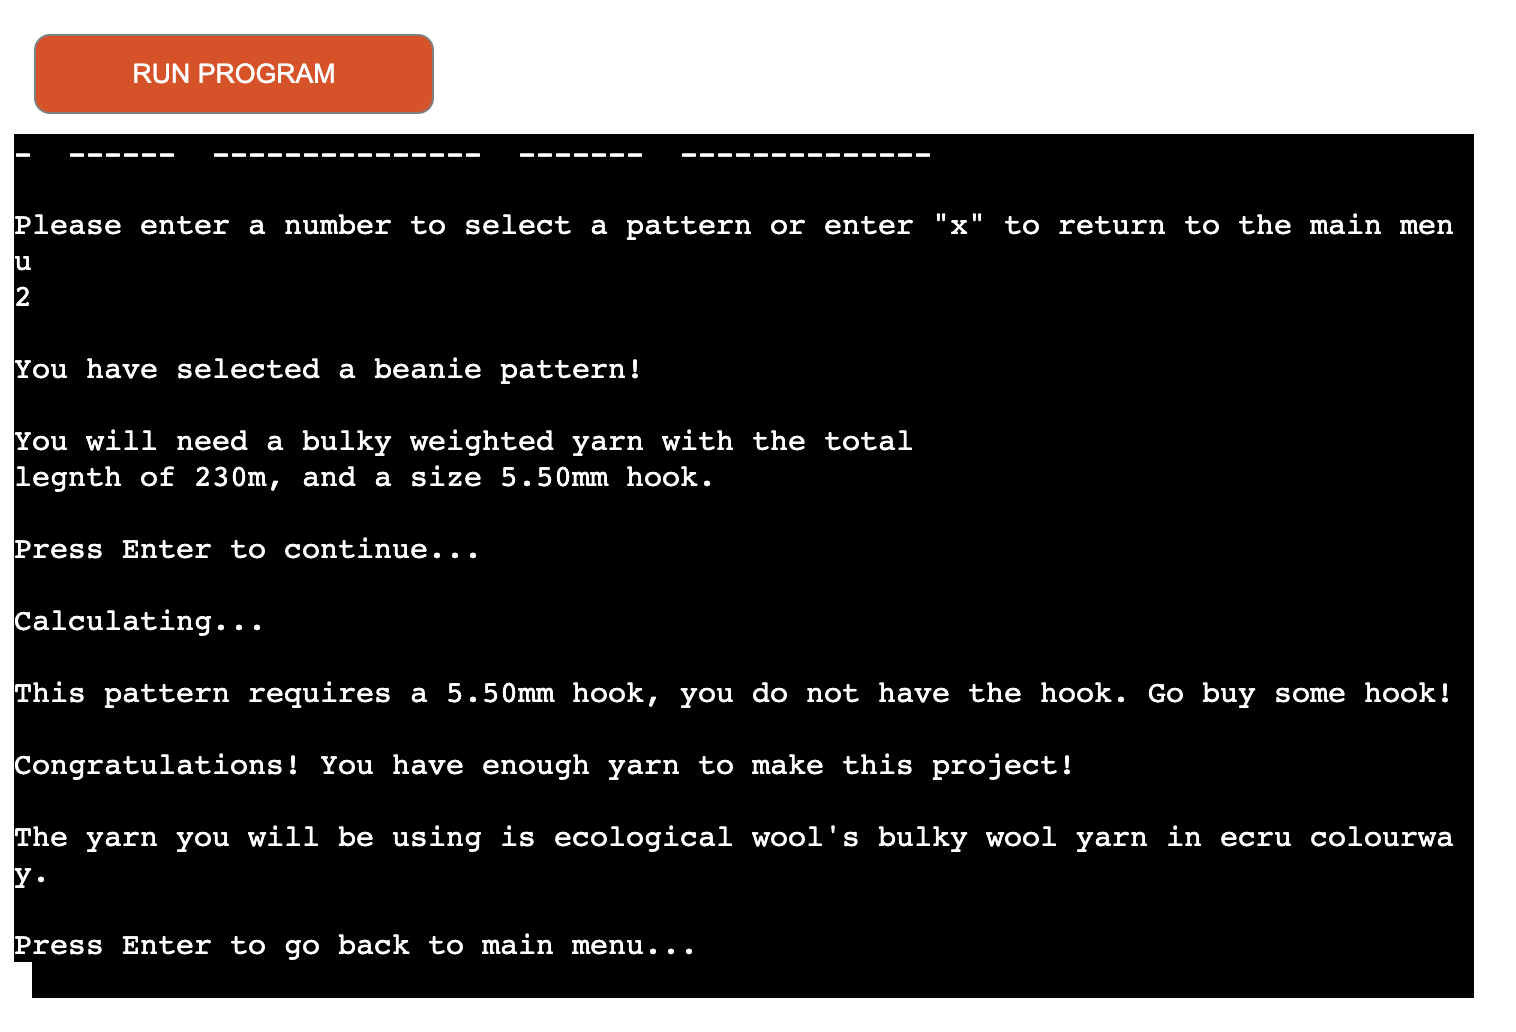 RUN PROGRAM
-  ------  ---------------  -------  --------------
Please enter a number to select a pattern or enter "x" to return to the main men
u
2
You have selected a beanie pattern!
You will need a bulky weighted yarn with the total
legnth of 230m, and a size 5.50mm hook.
Press Enter to continue...
Calculating...
This pattern requires a 5.50mm hook, you do not have the hook. Go buy some hook!
Congratulations! You have enough yarn to make this project!
The yarn you will be using is ecological wool's bulky wool yarn in ecru colourwa
y.
Press Enter to go back to main menu...